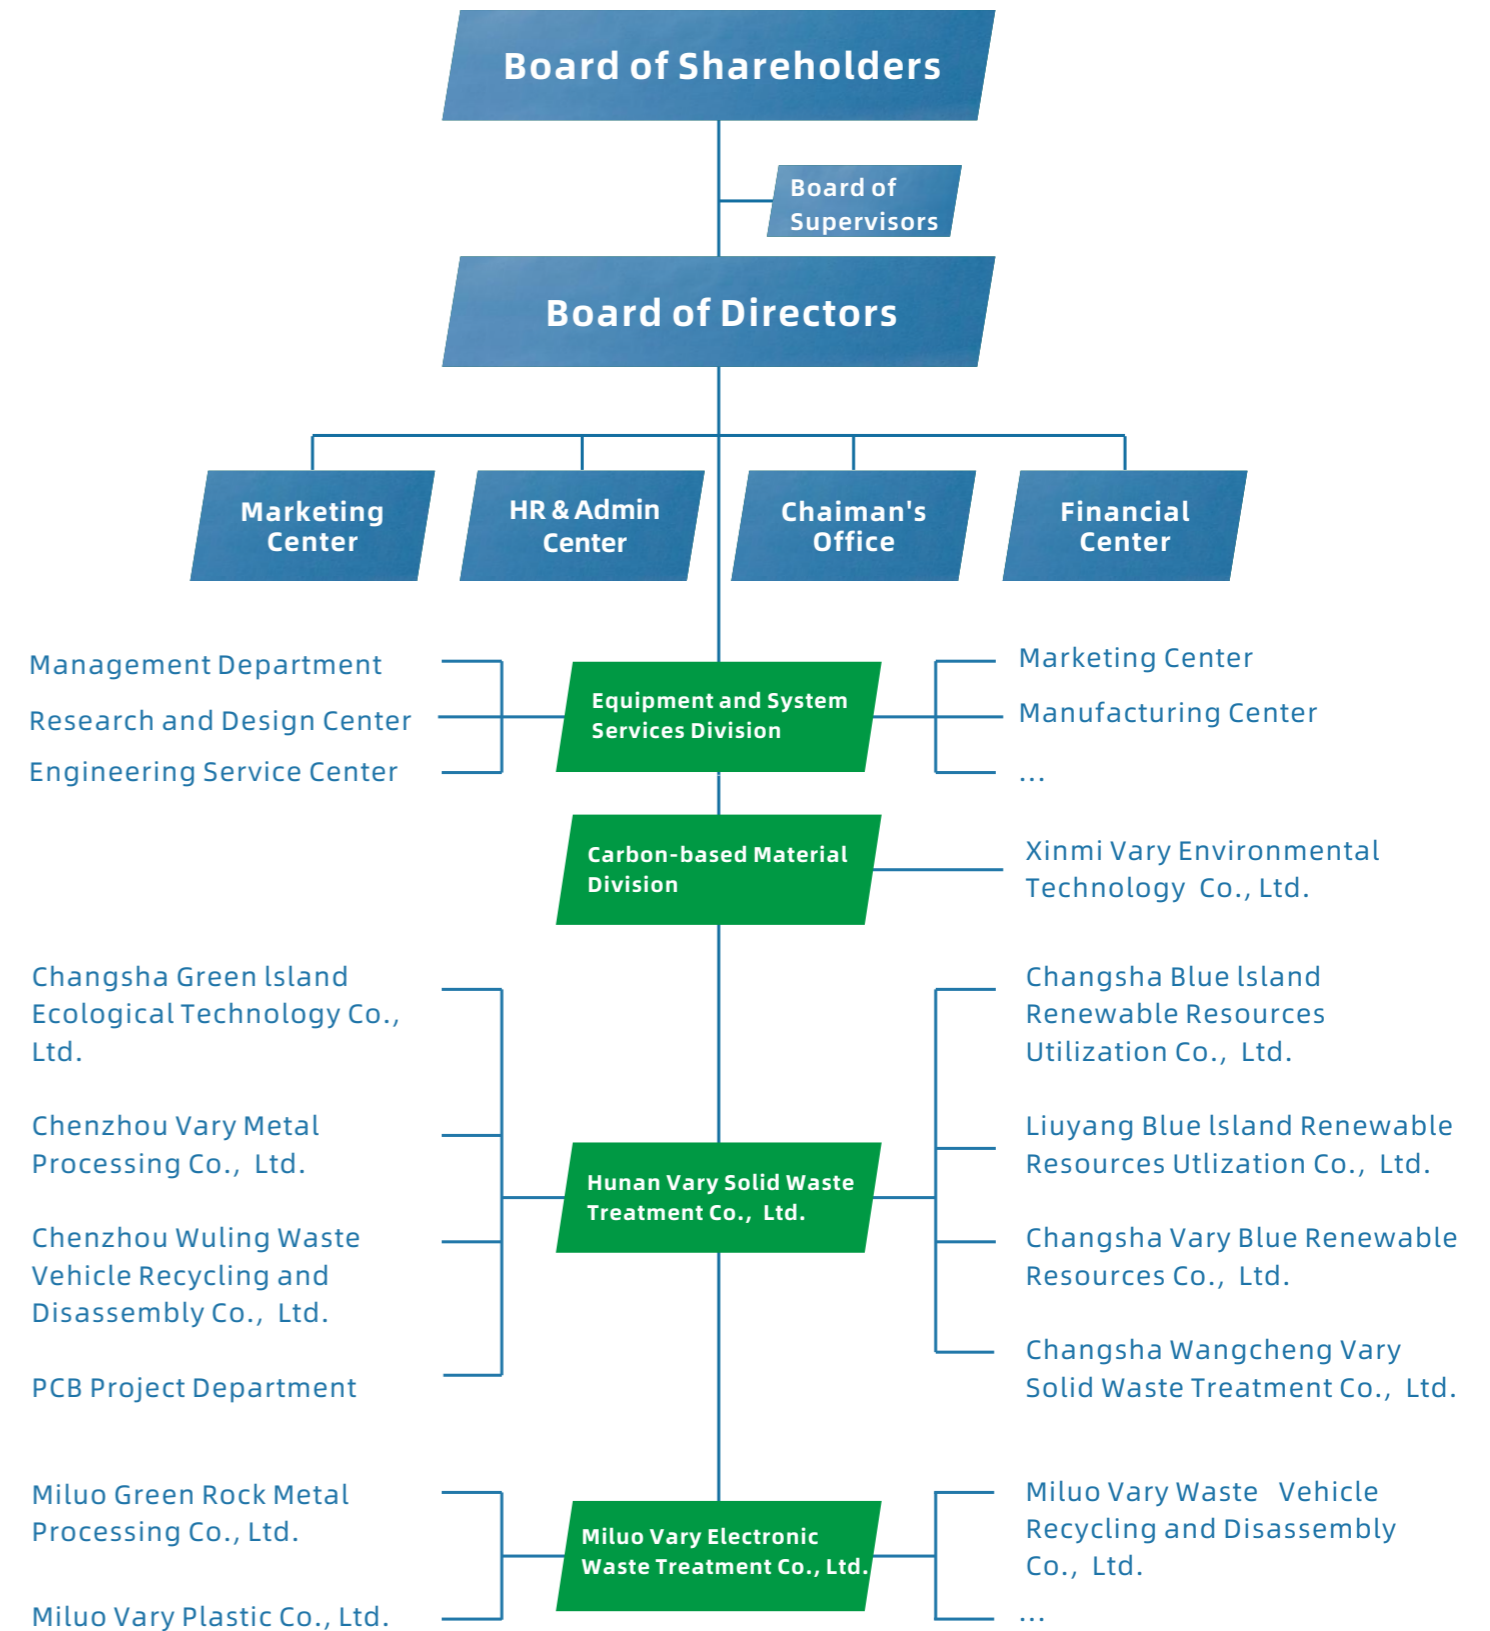 Board of Shareholders
Board of
Supervisors
Board of Directors
Marketing
Center
HR & Admin
Center
Chaiman's
Office
Financial
Center
Management Department
Research and Design Center
Engineering Service Center
Equipment and System
Services Division
Marketing Center
Manufacturing Center
...
Carbon-based Material
Division
Xinmi Vary Environmental
Technology Co., Ltd.
Changsha Green lsland
Ecological Technology Co.,
Ltd.
Chenzhou Vary Metal
Processing Co., Ltd.
Chenzhou Wuling Waste
Vehicle Recycling and
Disassembly Co., Ltd.
PCB Project Department
Hunan Vary Solid Waste
Treatment Co., Ltd.
Changsha Blue lsland
Renewable Resources
Utilization Co., Ltd.
Liuyang Blue lsland Renewable
Resources Utlization Co., Ltd.
Changsha Vary Blue Renewable
Resources Co., Ltd.
Changsha Wangcheng Vary
Solid Waste Treatment Co., Ltd.
Miluo Green Rock Metal
Processing Co., Ltd.
Miluo Vary Plastic Co., Ltd.
Miluo Vary Electronic
Waste Treatment Co., Ltd.
Miluo Vary Waste Vehicle
Recycling and Disassembly
Co., Ltd.
...